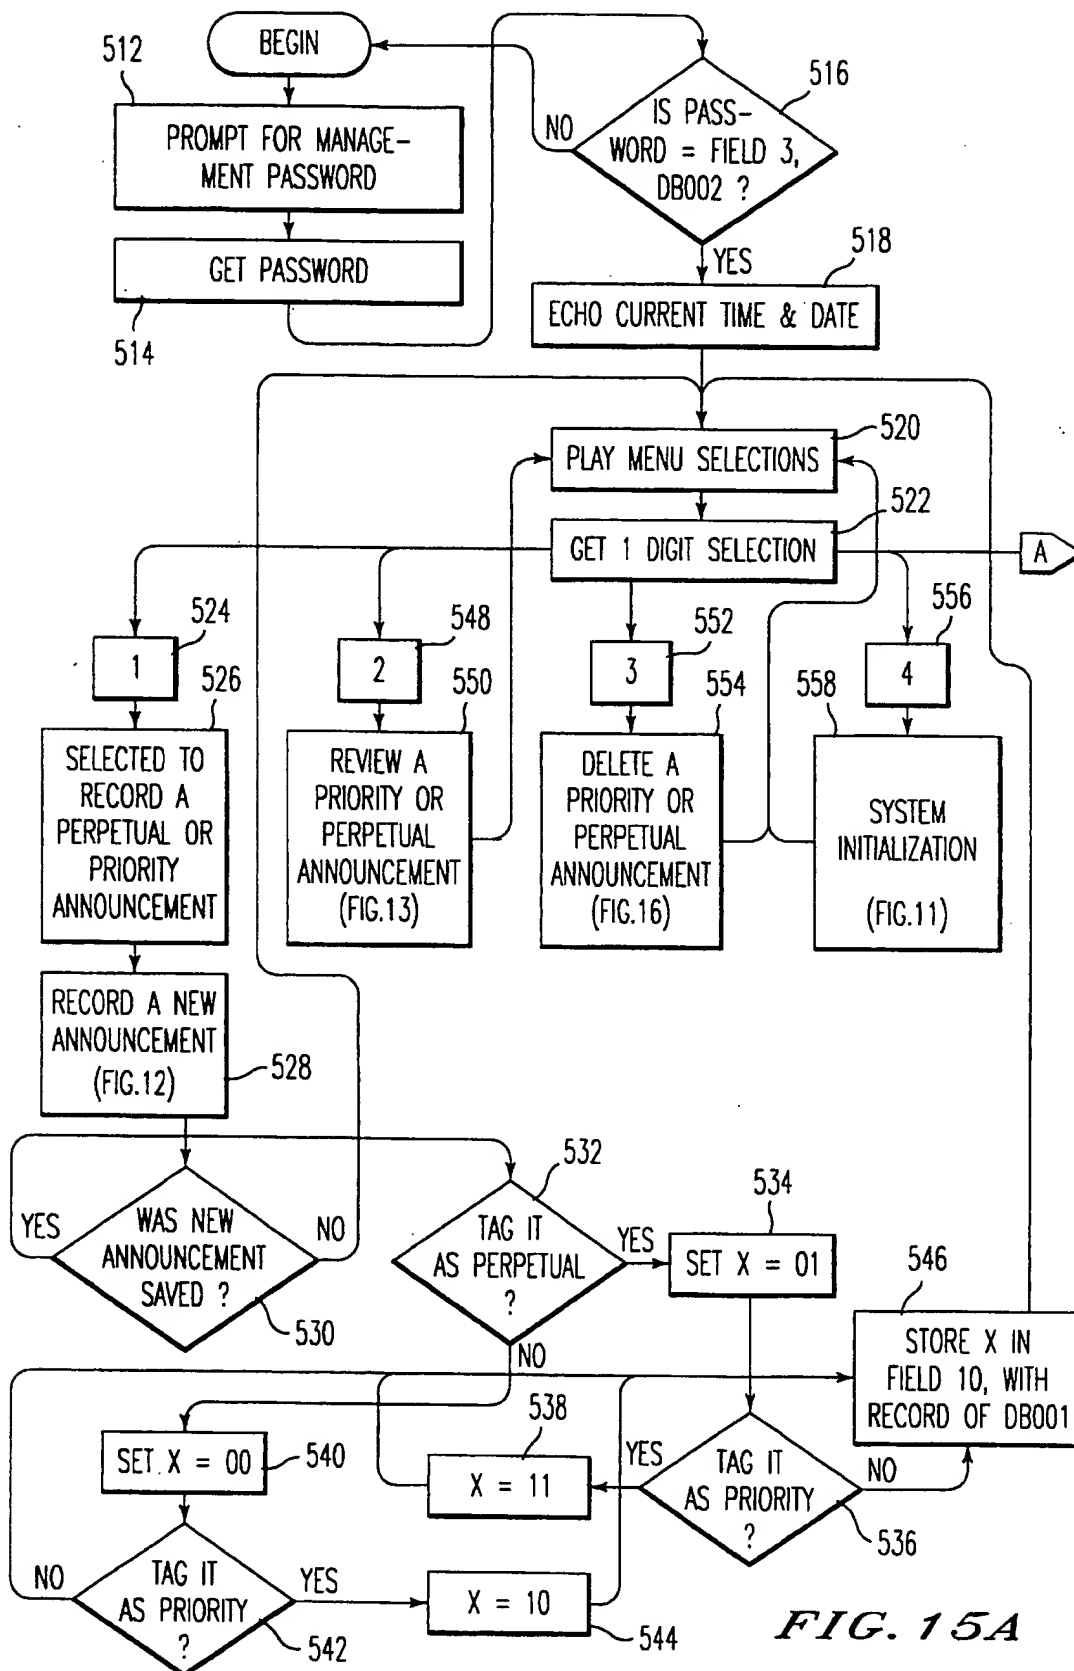 BEGIN
512
PROMPT FOR MANAGE-
MENT PASSWORD
GET PASSWORD
514
516
IS PASS-
WORD = FIELD 3,
DB002 ?
NO
YES
518
ECHO CURRENT TIME & DATE
520
PLAY MENU SELECTIONS
522
GET 1 DIGIT SELECTION
A
524
1
526
SELECTED TO
RECORD A
PERPETUAL OR
PRIORITY
ANNOUNCEMENT
548
2
550
REVIEW A
PRIORITY OR
PERPETUAL
ANNOUNCEMENT
(FIG.13)
552
3
554
DELETE A
PRIORITY OR
PERPETUAL
ANNOUNCEMENT
(FIG.16)
556
4
558
SYSTEM
INITIALIZATION
(FIG.11)
RECORD A NEW
ANNOUNCEMENT
(FIG.12)
528
YES
WAS NEW
ANNOUNCEMENT
SAVED ?
NO
530
532
TAG IT
AS PERPETUAL
?
YES
NO
534
SET X = 01
546
STORE X IN
FIELD 10, WITH
RECORD OF DB001
SET X = 00
540
538
X = 11
YES
TAG IT
AS PRIORITY
?
NO
536
NO
TAG IT
AS PRIORITY
?
YES
542
X = 10
544
FIG. 15A